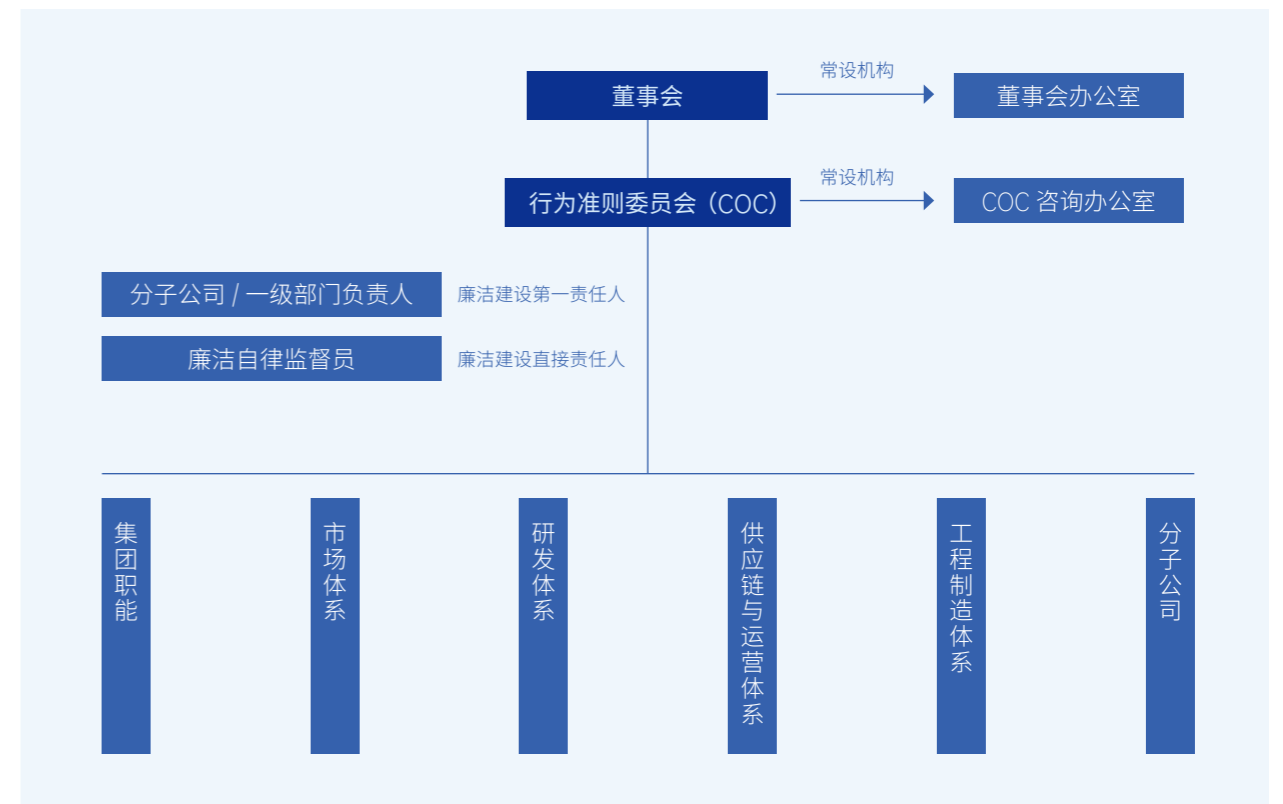 董事会
常设机构
董事会办公室
行为准则委员会（COC）
常设机构
COC 咨询办公室
分子公司 / 一级部门负责人
廉洁建设第一责任人
廉洁自律监督员
廉洁建设直接责任人
集团职能
市场体系
研发体系
供应链与运营体系
工程制造体系
分子公司